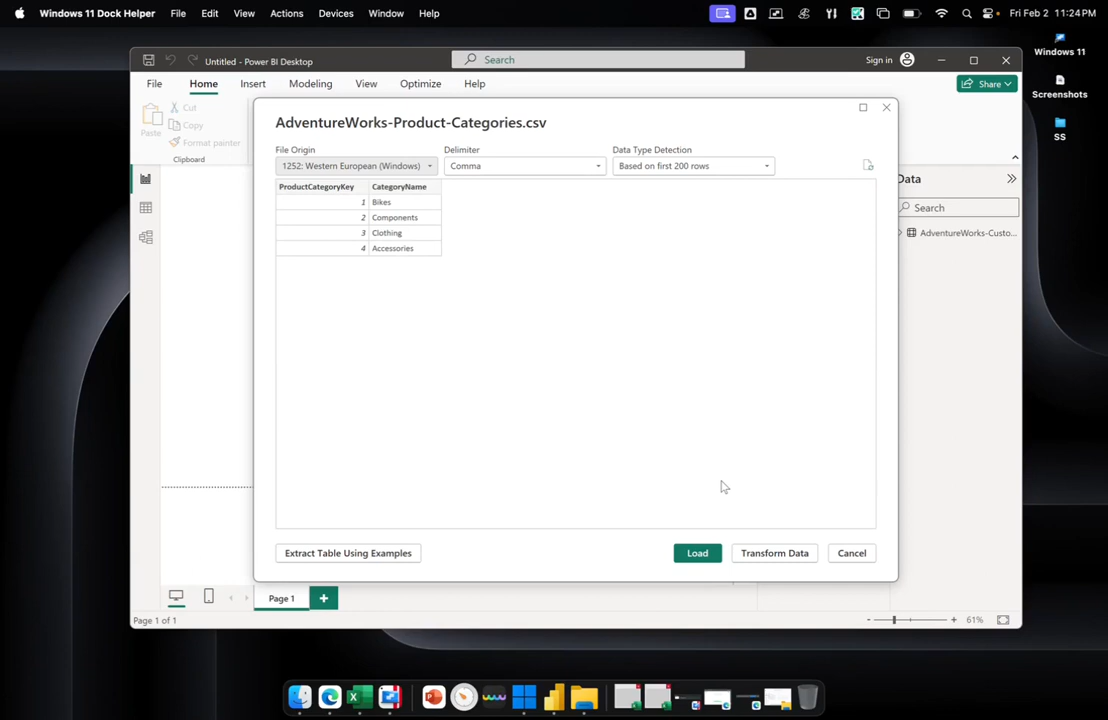 Windows 11 Dock Helper File Edit View Actions Devices Window Help Fri Feb 2 11:24PM
Windows 11
Screenshots
SS
Untitled - Power BI Desktop Search Sign in
File Home Insert Modeling View Optimize Help Share
Paste Cut
Copy
Format painter
Clipboard
AdventureWorks-Product-Categories.csv
File Origin Delimiter Data Type Detection
1252: Western European (Windows) Comma Based on first 200 rows
ProductCategoryKey CategoryName
1 Bikes
2 Components
3 Clothing
4 Accessories
Data
Search
AdventureWorks-Custo...
Extract Table Using Examples Load Transform Data Cancel
Page 1
Page 1 of 1 61%